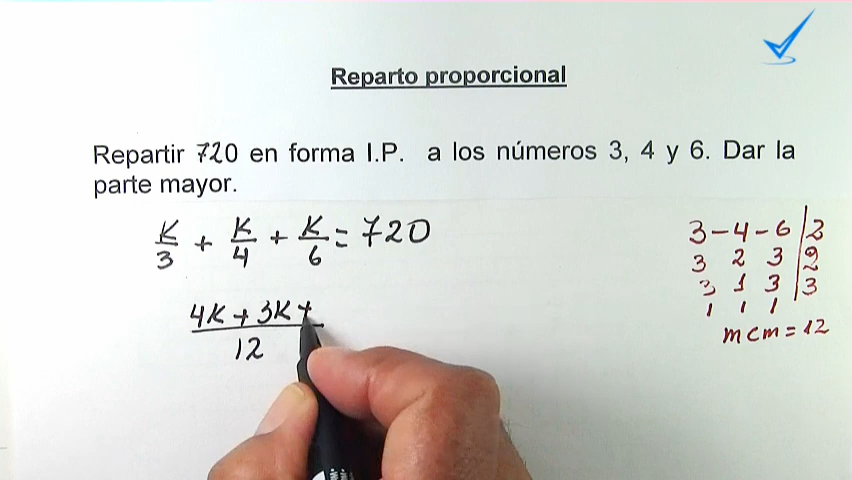 Reparto proporcional
Repartir 720 en forma I.P. a los números 3, 4 y 6. Dar la
parte mayor.
K/3 + K/4 + K/6 = 720
4K + 3K +
12
3 - 4 - 6 | 2
3 2 3 | 2
3 1 3 | 3
1 1 1
mcm = 12